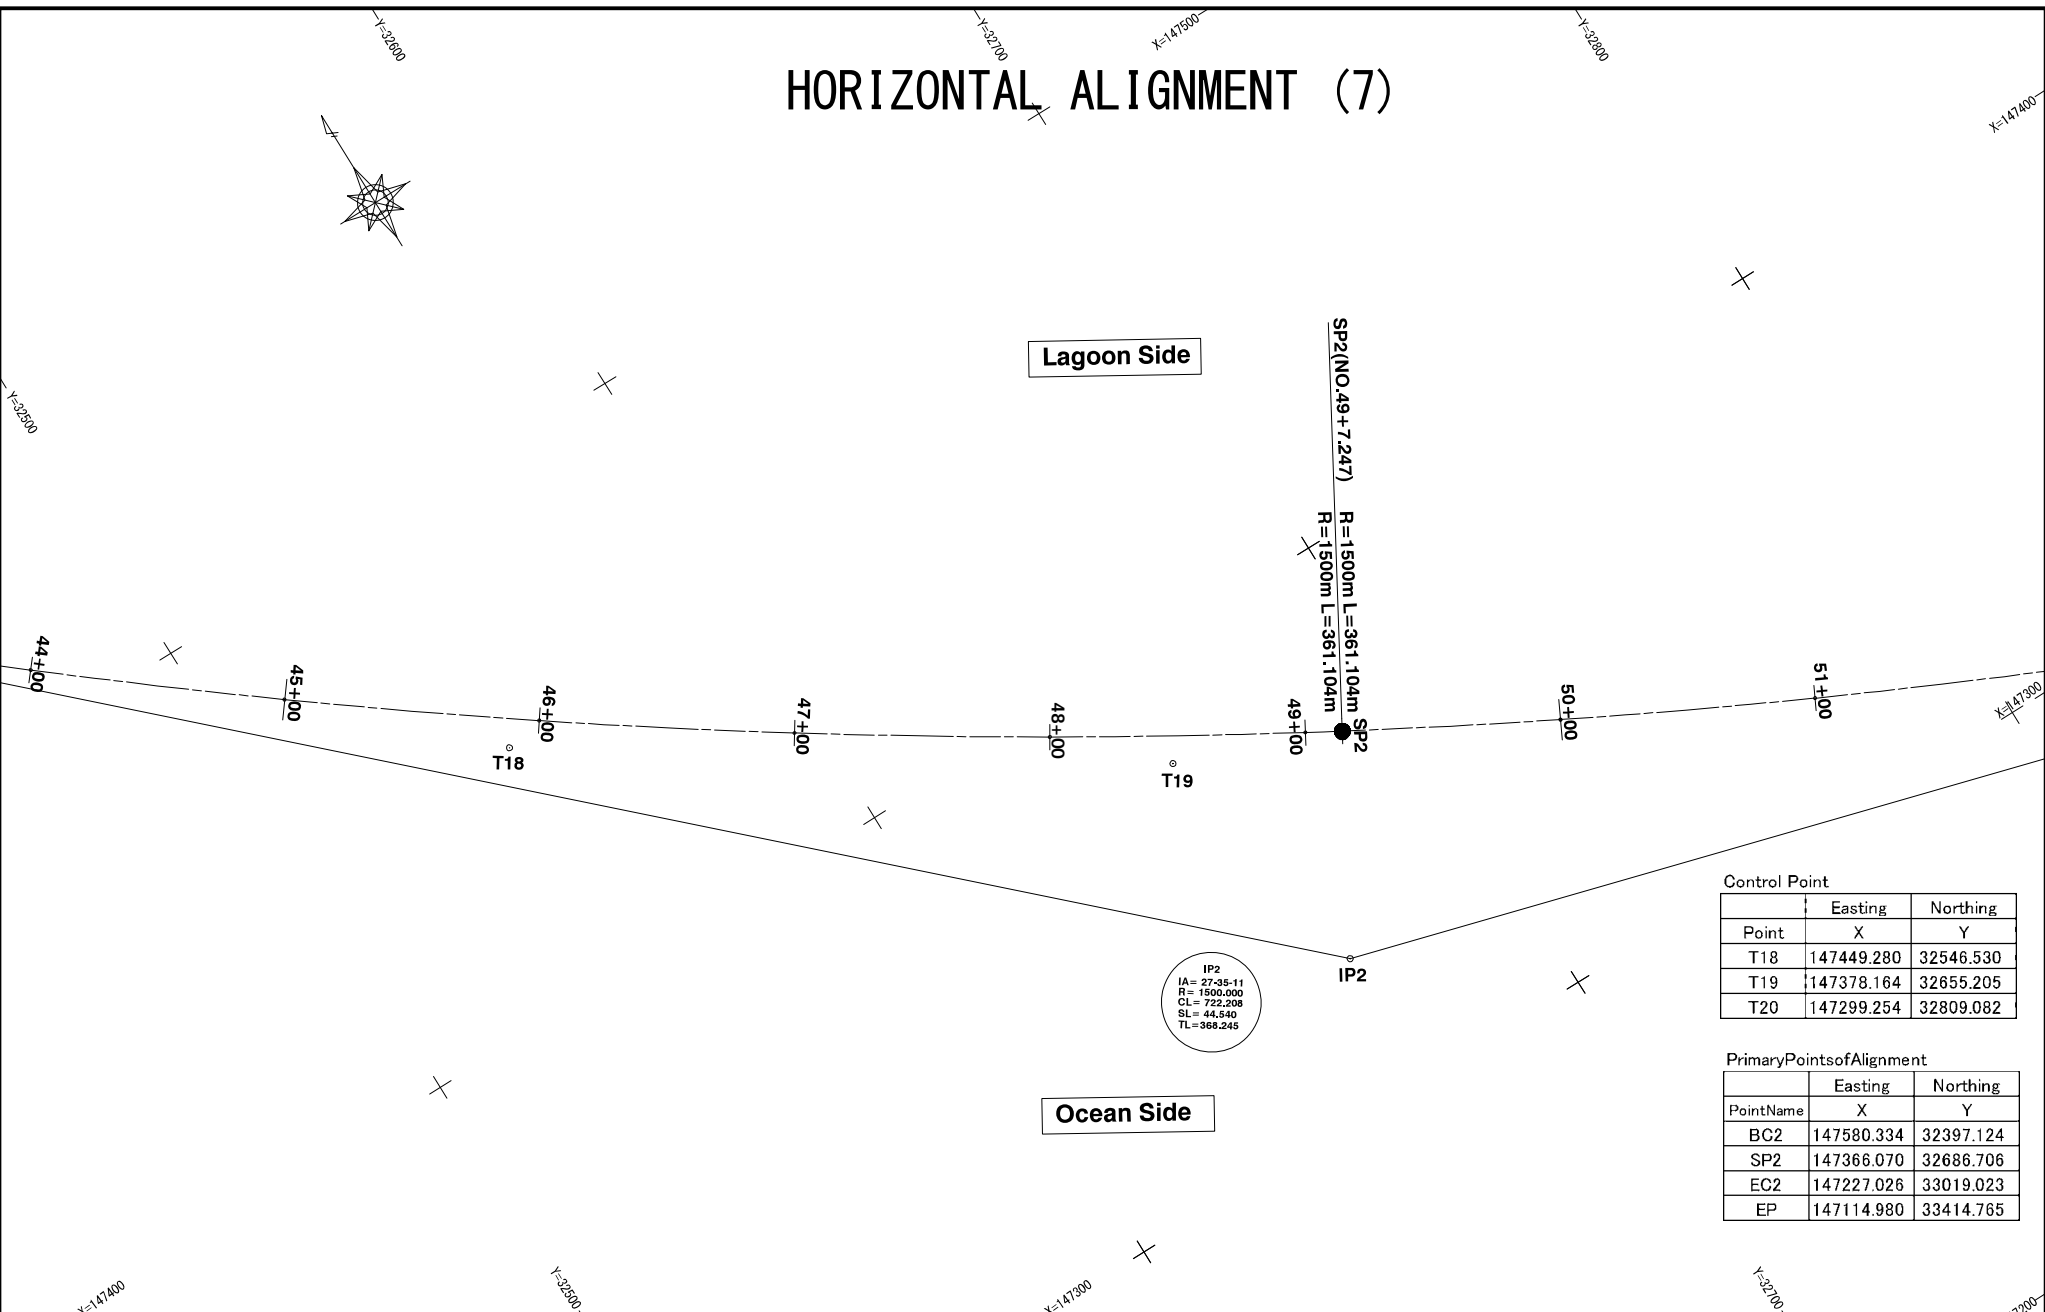 Y=32600
Y=32700
X=147500
Y=32800
X=147400
HORIZONTAL ALIGNMENT (7)
Lagoon Side
Y=32500
SP2(NO.49+7.247)
R=1500m L=361.104m
R=1500m L=361.104m
SP2
44+00
45+00
46+00
47+00
48+00
49+00
50+00
51+00
X=147300
T18
T19
IP2
IP2
IA= 27-35-11
R= 1500.000
CL= 722.208
SL= 44.540
TL=368.245
Ocean Side
Control Point
Easting Northing
Point X Y
T18 147449.280 32546.530
T19 147378.164 32655.205
T20 147299.254 32809.082
PrimaryPointsofAlignment
Easting Northing
PointName X Y
BC2 147580.334 32397.124
SP2 147366.070 32686.706
EC2 147227.026 33019.023
EP 147114.980 33414.765
X=147400
Y=32500
X=147300
Y=32700